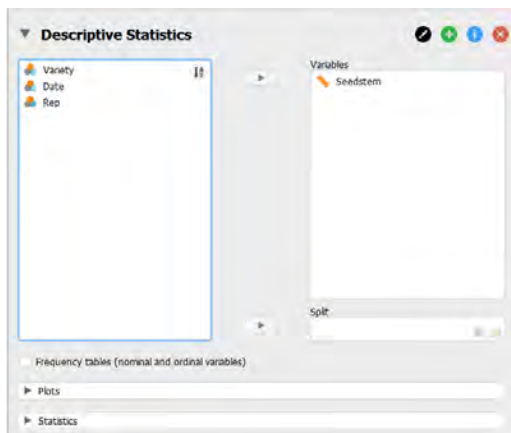 Descriptive Statistics
Variety
Date
Rep
Variables
Seedstem
Split
Frequency tables (nominal and ordinal variables)
Plots
Statistics